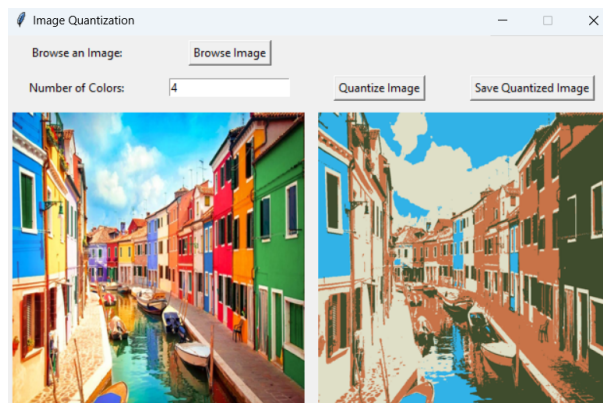 Image Quantization
Browse an Image: Browse Image
Number of Colors: 4 Quantize Image Save Quantized Image